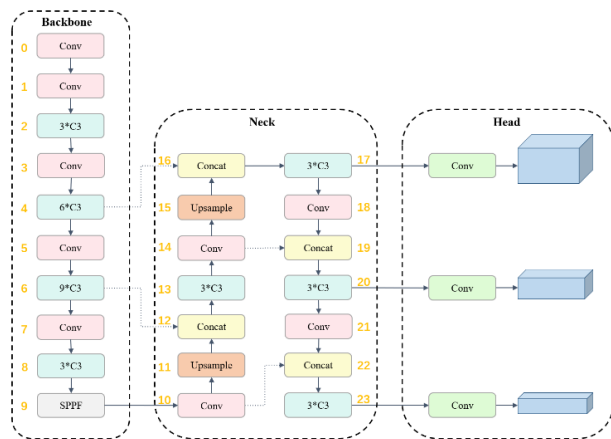 Backbone
0 Conv
1 Conv
2 3*C3
3 Conv
4 6*C3
5 Conv
6 9*C3
7 Conv
8 3*C3
9 SPPF
Neck
16 Concat
15 Upsample
14 Conv
13 3*C3
12 Concat
11 Upsample
10 Conv
3*C3 17
Conv 18
Concat 19
3*C3 20
Conv 21
Concat 22
3*C3 23
Head
Conv
Conv
Conv